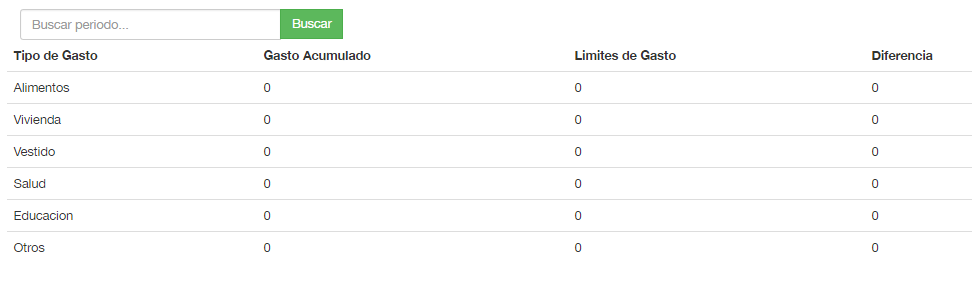 Buscar periodo... Buscar
Tipo de Gasto Gasto Acumulado Limites de Gasto Diferencia
Alimentos 0 0 0
Vivienda 0 0 0
Vestido 0 0 0
Salud 0 0 0
Educacion 0 0 0
Otros 0 0 0